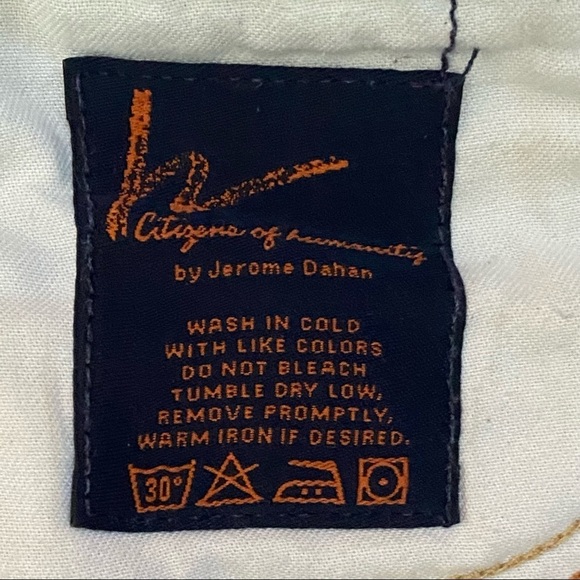 h
Citizens of humanity
by Jerome Dahan
WASH IN COLD
WITH LIKE COLORS
DO NOT BLEACH
TUMBLE DRY LOW,
REMOVE PROMPTLY,
WARM IRON IF DESIRED.
30°